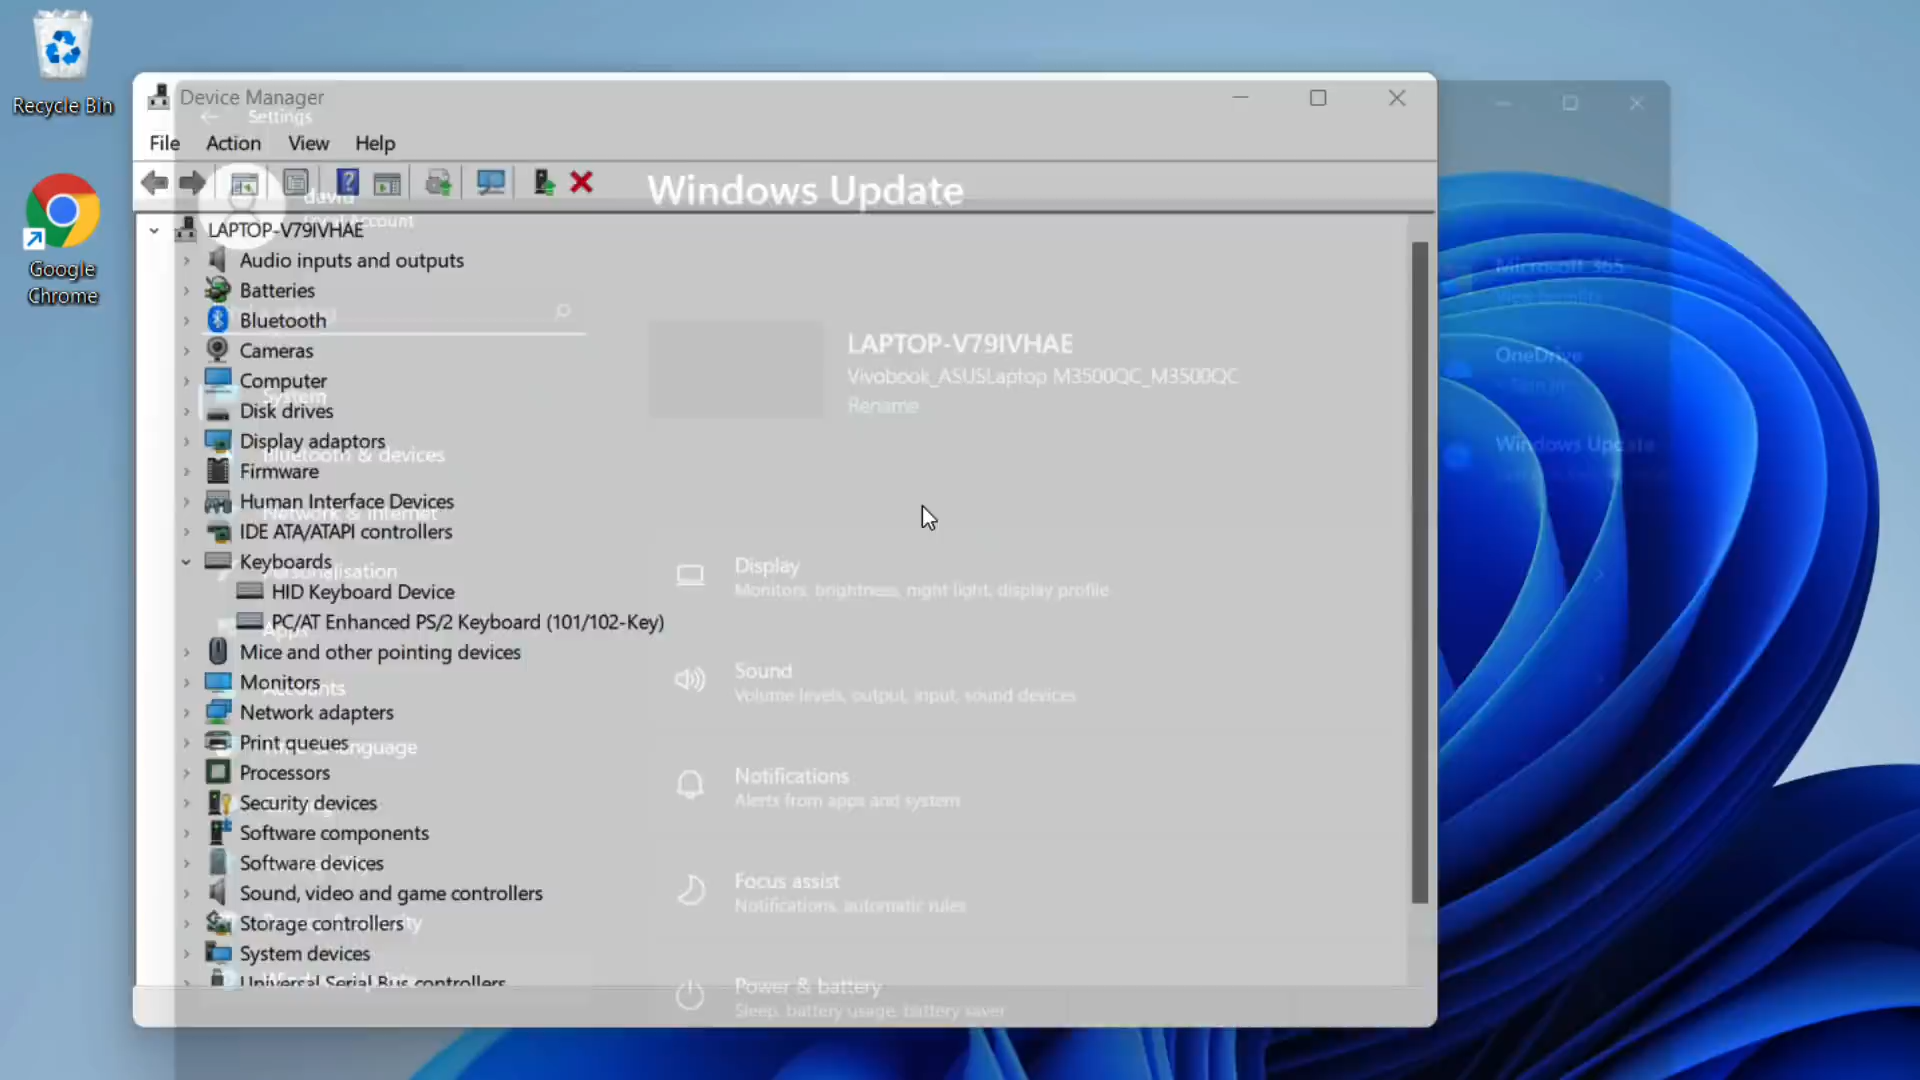 Recycle Bin
Google
Chrome
Device Manager
Settings
File Action View Help
Windows Update
david
Local Account
LAPTOP-V79IVHAE
Audio inputs and outputs
Batteries
Bluetooth
Cameras
Computer
System
Disk drives
Display adaptors
Bluetooth & devices
Firmware
Human Interface Devices
Network & internet
IDE ATA/ATAPI controllers
Keyboards
Personalisation
HID Keyboard Device
PC/AT Enhanced PS/2 Keyboard (101/102-Key)
Apps
Mice and other pointing devices
Monitors
Accounts
Network adapters
Print queues
Time & language
Processors
Security devices
Software components
Software devices
Sound, video and game controllers
Storage controllers
System devices
Windows Update
Universal Serial Bus controllers
LAPTOP-V79IVHAE
Vivobook_ASUSLaptop M3500QC_M3500QC
Rename
Display
Monitors, brightness, night light, display profile
Sound
Volume levels, output, input, sound devices
Notifications
Alerts from apps and system
Focus assist
Notifications, automatic rules
Power & battery
Sleep, battery usage, battery saver
Microsoft 365
View benefits
OneDrive
Windows Update